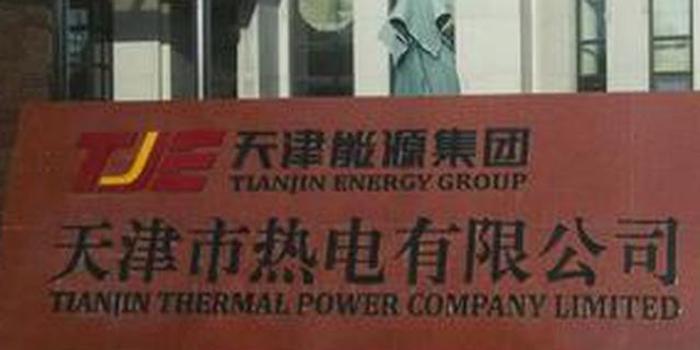 TJE 天津能源集团
TIANJIN ENERGY GROUP
天津市热电有限公司
TIANJIN THERMAL POWER COMPANY LIMITED